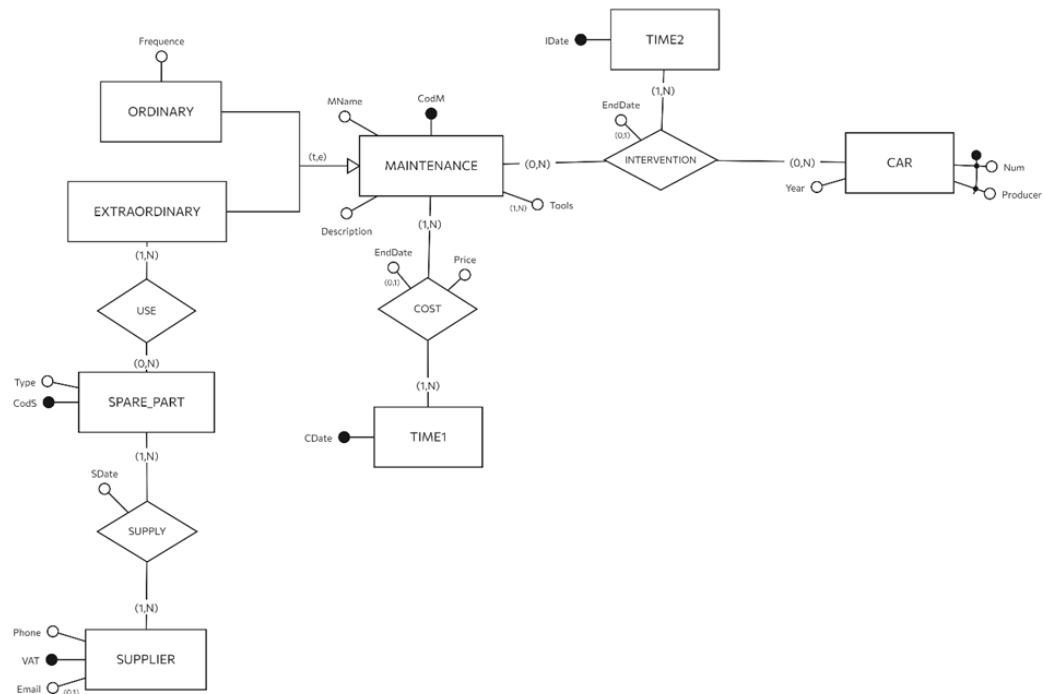 Frequence
ORDINARY
EXTRAORDINARY
(t,e)
MName
CodM
MAINTENANCE
Description
(1,N)
Tools
(0,N)
(1,N)
IDate
TIME2
(1,N)
EndDate
(0,1)
INTERVENTION
(0,N)
CAR
Year
Num
Producer
EndDate
(0,1)
Price
COST
(1,N)
CDate
TIME1
(1,N)
USE
(0,N)
Type
CodS
SPARE_PART
(1,N)
SDate
SUPPLY
(1,N)
Phone
VAT
Email
(0,1)
SUPPLIER